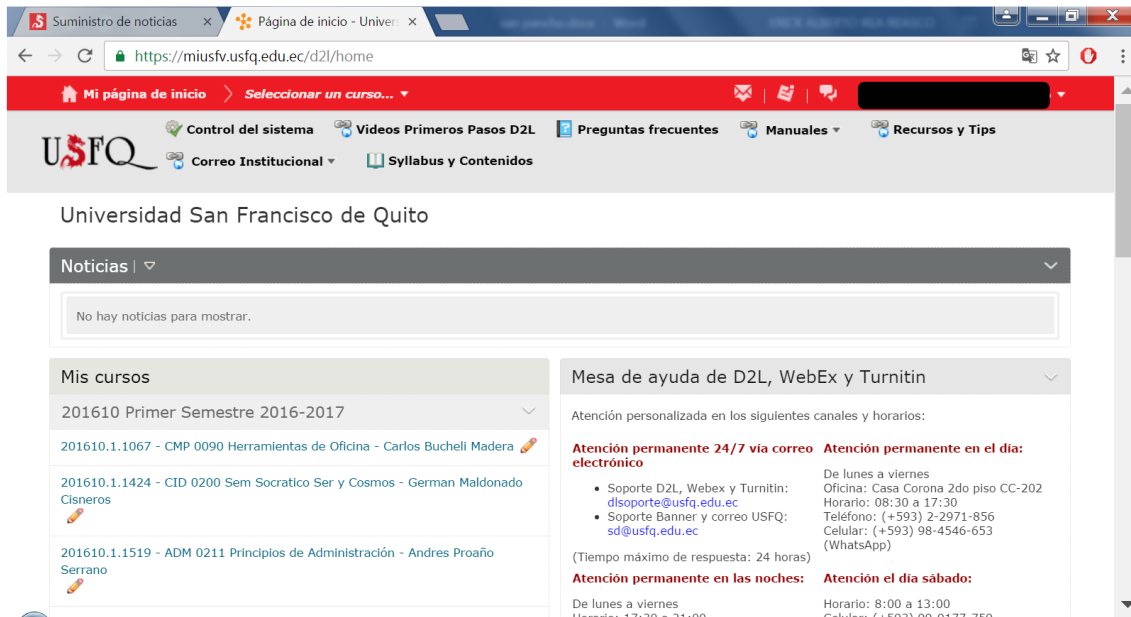 Suministro de noticias
Página de inicio - Univer
https://miusfv.usfq.edu.ec/d2l/home
Mi página de inicio
Seleccionar un curso...
USFQ
Control del sistema
Videos Primeros Pasos D2L
Preguntas frecuentes
Manuales
Recursos y Tips
Correo Institucional
Syllabus y Contenidos
Universidad San Francisco de Quito
Noticias
No hay noticias para mostrar.
Mis cursos
201610 Primer Semestre 2016-2017
201610.1.1067 - CMP 0090 Herramientas de Oficina - Carlos Bucheli Madera
201610.1.1424 - CID 0200 Sem Socratico Ser y Cosmos - German Maldonado
Cisneros
201610.1.1519 - ADM 0211 Principios de Administración - Andres Proaño
Serrano
Mesa de ayuda de D2L, WebEx y Turnitin
Atención personalizada en los siguientes canales y horarios:
Atención permanente 24/7 vía correo
electrónico
• Soporte D2L, Webex y Turnitin:
dlsoporte@usfq.edu.ec
• Soporte Banner y correo USFQ:
sd@usfq.edu.ec
(Tiempo máximo de respuesta: 24 horas)
Atención permanente en el día:
De lunes a viernes
Oficina: Casa Corona 2do piso CC-202
Horario: 08:30 a 17:30
Teléfono: (+593) 2-2971-856
Celular: (+593) 98-4546-653
(WhatsApp)
Atención permanente en las noches:
De lunes a viernes
Horario: 17:30 a 21:00
Atención el día sábado:
Horario: 8:00 a 13:00
Celular: (+593)